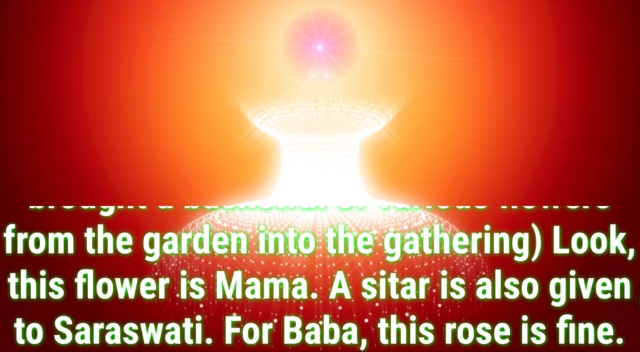 brought a
from the garden into the gathering) Look,
this flower is Mama. A sitar is also given
to Saraswati. For Baba, this rose is fine.